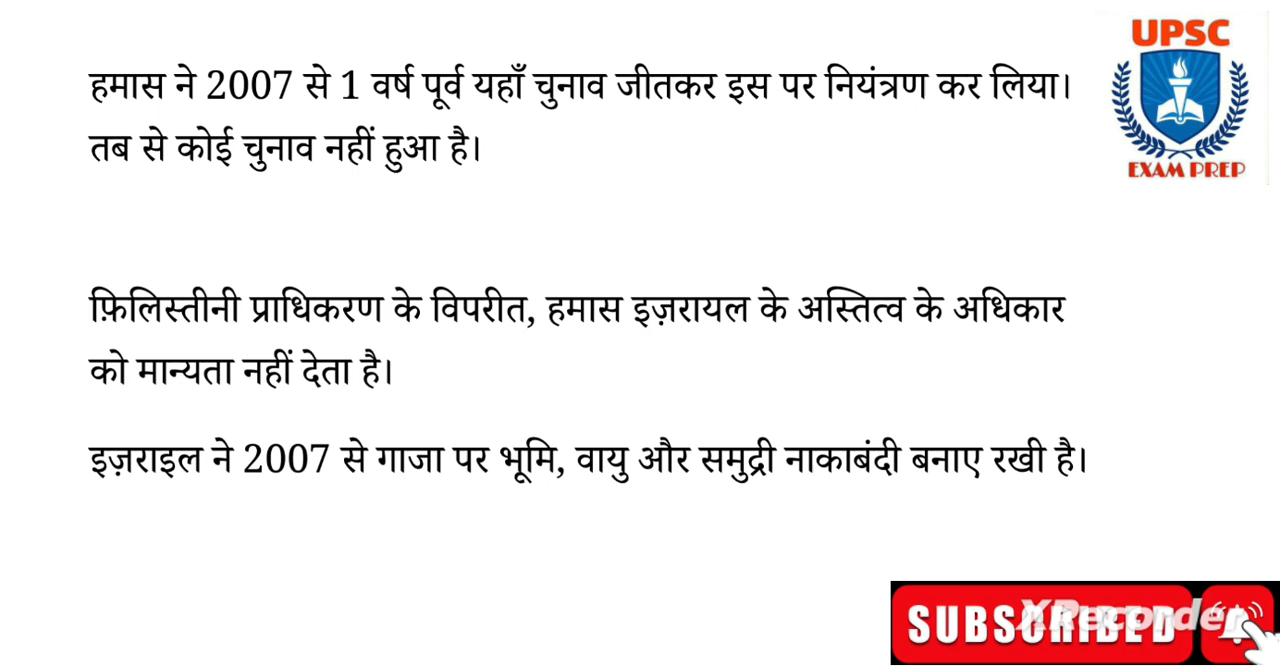 UPSC
EXAM PREP
हमास ने 2007 से 1 वर्ष पूर्व यहाँ चुनाव जीतकर इस पर नियंत्रण कर लिया।
तब से कोई चुनाव नहीं हुआ है।
फ़िलिस्तीनी प्राधिकरण के विपरीत, हमास इज़रायल के अस्तित्व के अधिकार
को मान्यता नहीं देता है।
इज़राइल ने 2007 से गाजा पर भूमि, वायु और समुद्री नाकाबंदी बनाए रखी है।
SUBSCRIBED
XRecorder